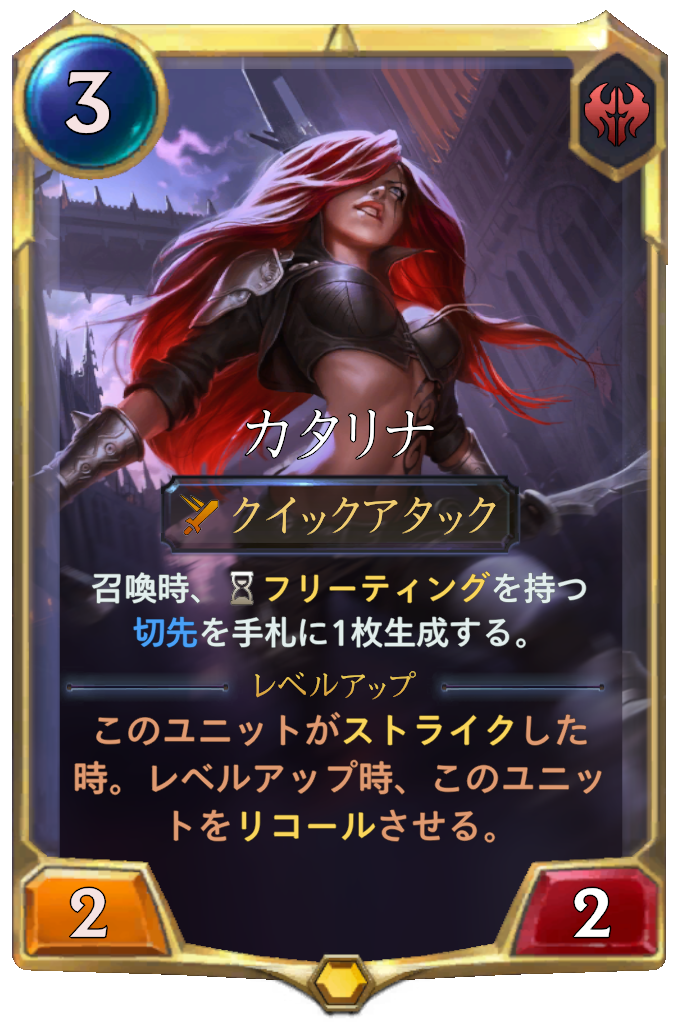 3
カタリナ
クイックアタック
召喚時、フリーティングを持つ
切先を手札に1枚生成する。
レベルアップ
このユニットがストライクした
時。レベルアップ時、このユニッ
トをリコールさせる。
2
2